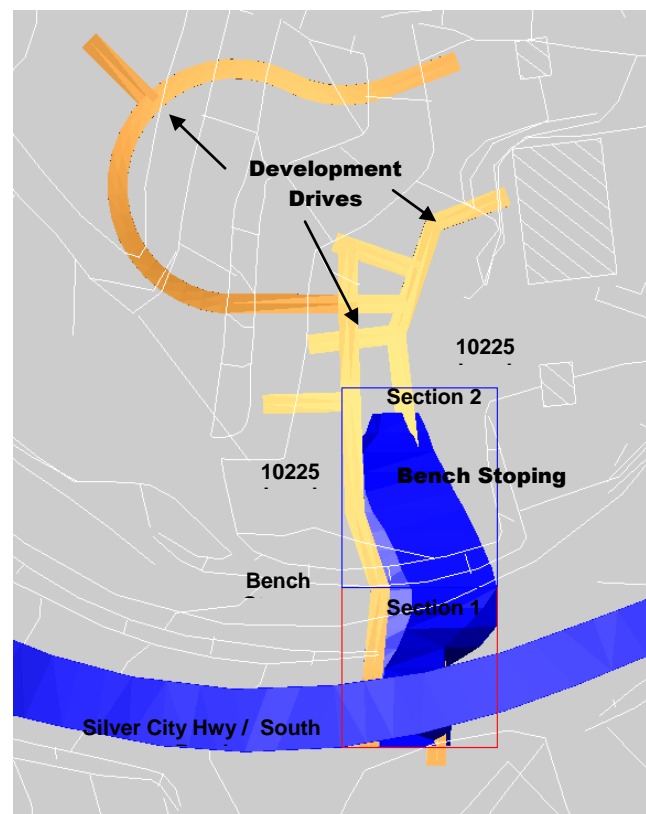 Development
Drives
10225
Section 2
10225
Bench Stoping
Bench
Section 1
Silver City Hwy / South